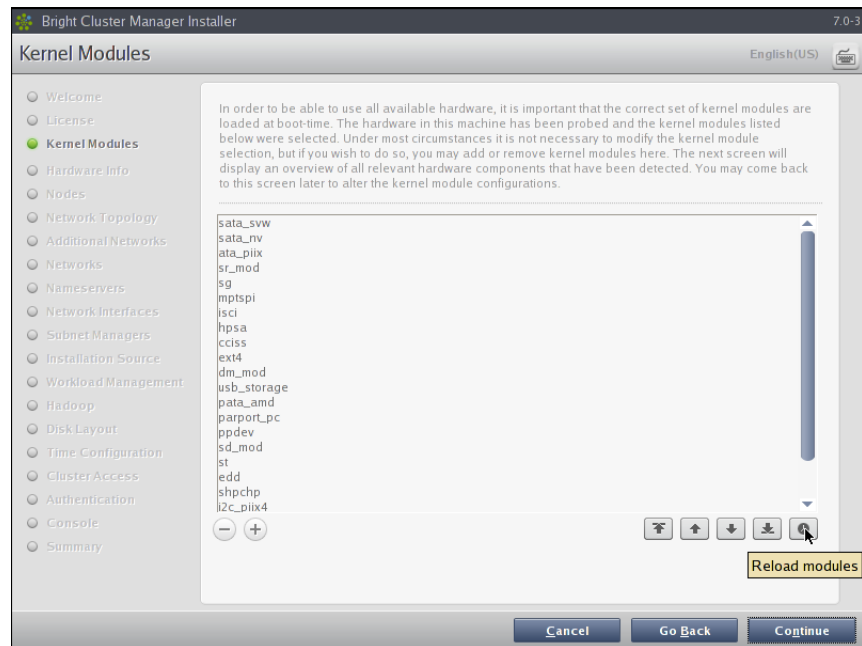 Bright Cluster Manager Installer
7.0-3
Kernel Modules
English(US)
Welcome
License
Kernel Modules
Hardware Info
Nodes
Network Topology
Additional Networks
Networks
Nameservers
Network Interfaces
Subnet Managers
Installation Source
Workload Management
Hadoop
Disk Layout
Time Configuration
Cluster Access
Authentication
Console
Summary
In order to be able to use all available hardware, it is important that the correct set of kernel modules are
loaded at boot-time. The hardware in this machine has been probed and the kernel modules listed
below were selected. Under most circumstances it is not necessary to modify the kernel module
selection, but if you wish to do so, you may add or remove kernel modules here. The next screen will
display an overview of all relevant hardware components that have been detected. You may come back
to this screen later to alter the kernel module configurations.
sata_svw
sata_nv
ata_piix
sr_mod
sg
mptspi
isci
hpsa
cciss
ext4
dm_mod
usb_storage
pata_amd
parport_pc
ppdev
sd_mod
st
edd
shpchp
i2c_piix4
Reload modules
Cancel
Go Back
Continue